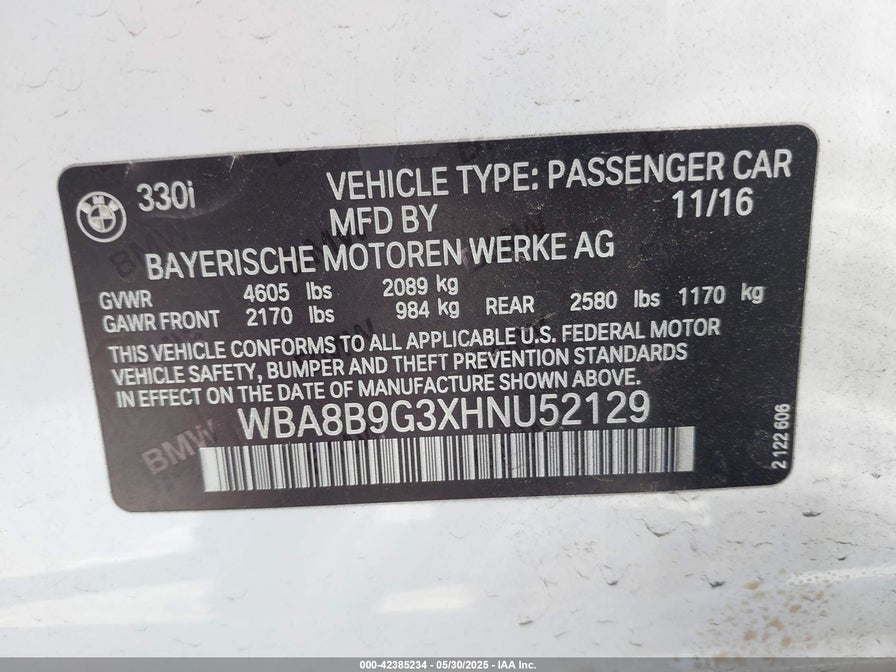 BMW 330i VEHICLE TYPE: PASSENGER CAR
MFD BY 11/16
BAYERISCHE MOTOREN WERKE AG
GVWR 4605 lbs 2089 kg
GAWR FRONT 2170 lbs 984 kg REAR 2580 lbs 1170 kg
THIS VEHICLE CONFORMS TO ALL APPLICABLE U.S. FEDERAL MOTOR
VEHICLE SAFETY, BUMPER AND THEFT PREVENTION STANDARDS
IN EFFECT ON THE DATE OF MANUFACTURE SHOWN ABOVE.
WBA8B9G3XHNU52129
BMW
2 122 606
000-42385234 - 05/30/2025 - IAA Inc.